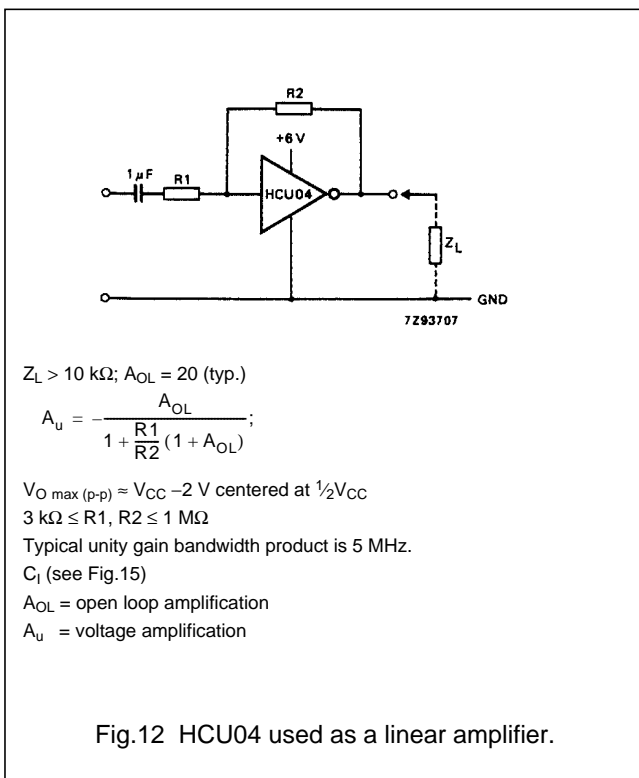 R2
+6 V
1 μF
R1
HCU04
Z_L
GND
7Z93707
Z_L > 10 kΩ; A_OL = 20 (typ.)
A_u = − A_OL / (1 + R1/R2 (1 + A_OL));
V_O max (p-p) ≈ V_CC −2 V centered at ½V_CC
3 kΩ ≤ R1, R2 ≤ 1 MΩ
Typical unity gain bandwidth product is 5 MHz.
C_I (see Fig.15)
A_OL = open loop amplification
A_u = voltage amplification
Fig.12 HCU04 used as a linear amplifier.